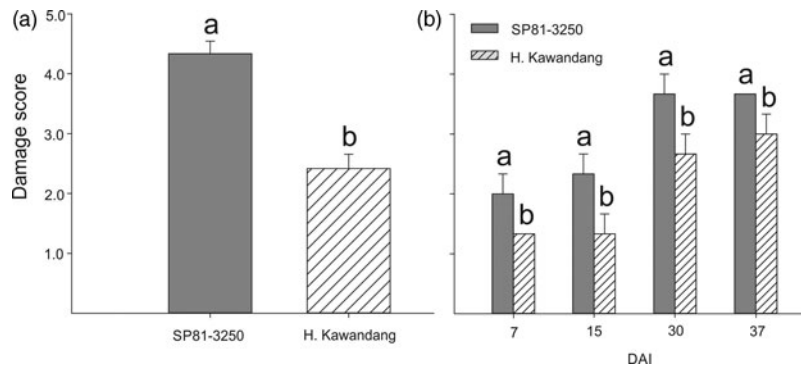 (a)
Damage score
5.0
4.0
3.0
2.0
1.0
a
b
SP81-3250
H. Kawandang
(b)
SP81-3250
H. Kawandang
a
b
a
b
a
b
a
b
7
15
30
37
DAI